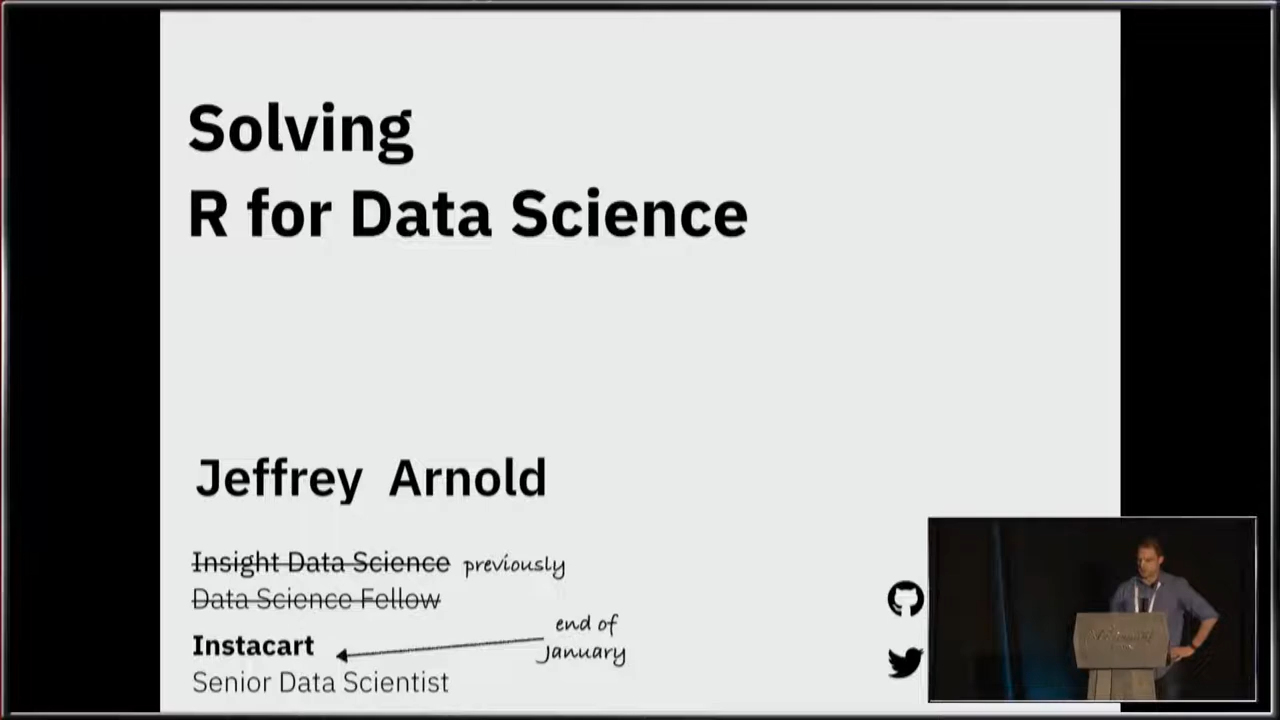 Solving
R for Data Science
Jeffrey Arnold
Insight Data Science previously
Data Science Fellow
end of
Instacart
January
Senior Data Scientist